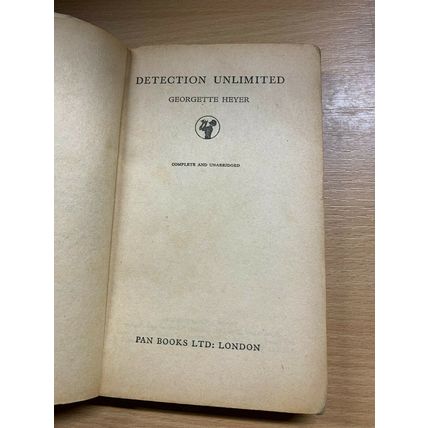 DETECTION UNLIMITED
GEORGETTE HEYER
COMPLETE AND UNABRIDGED
PAN BOOKS LTD: LONDON